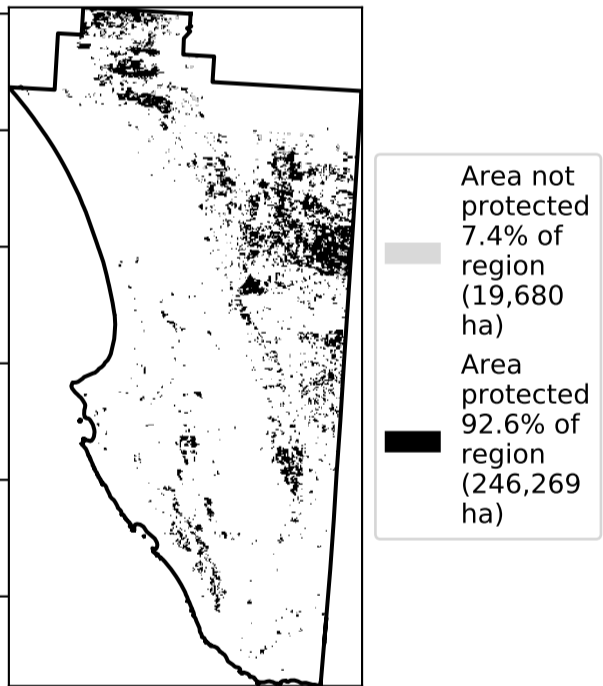 Area not
protected
7.4% of
region
(19,680
ha)
Area
protected
92.6% of
region
(246,269
ha)